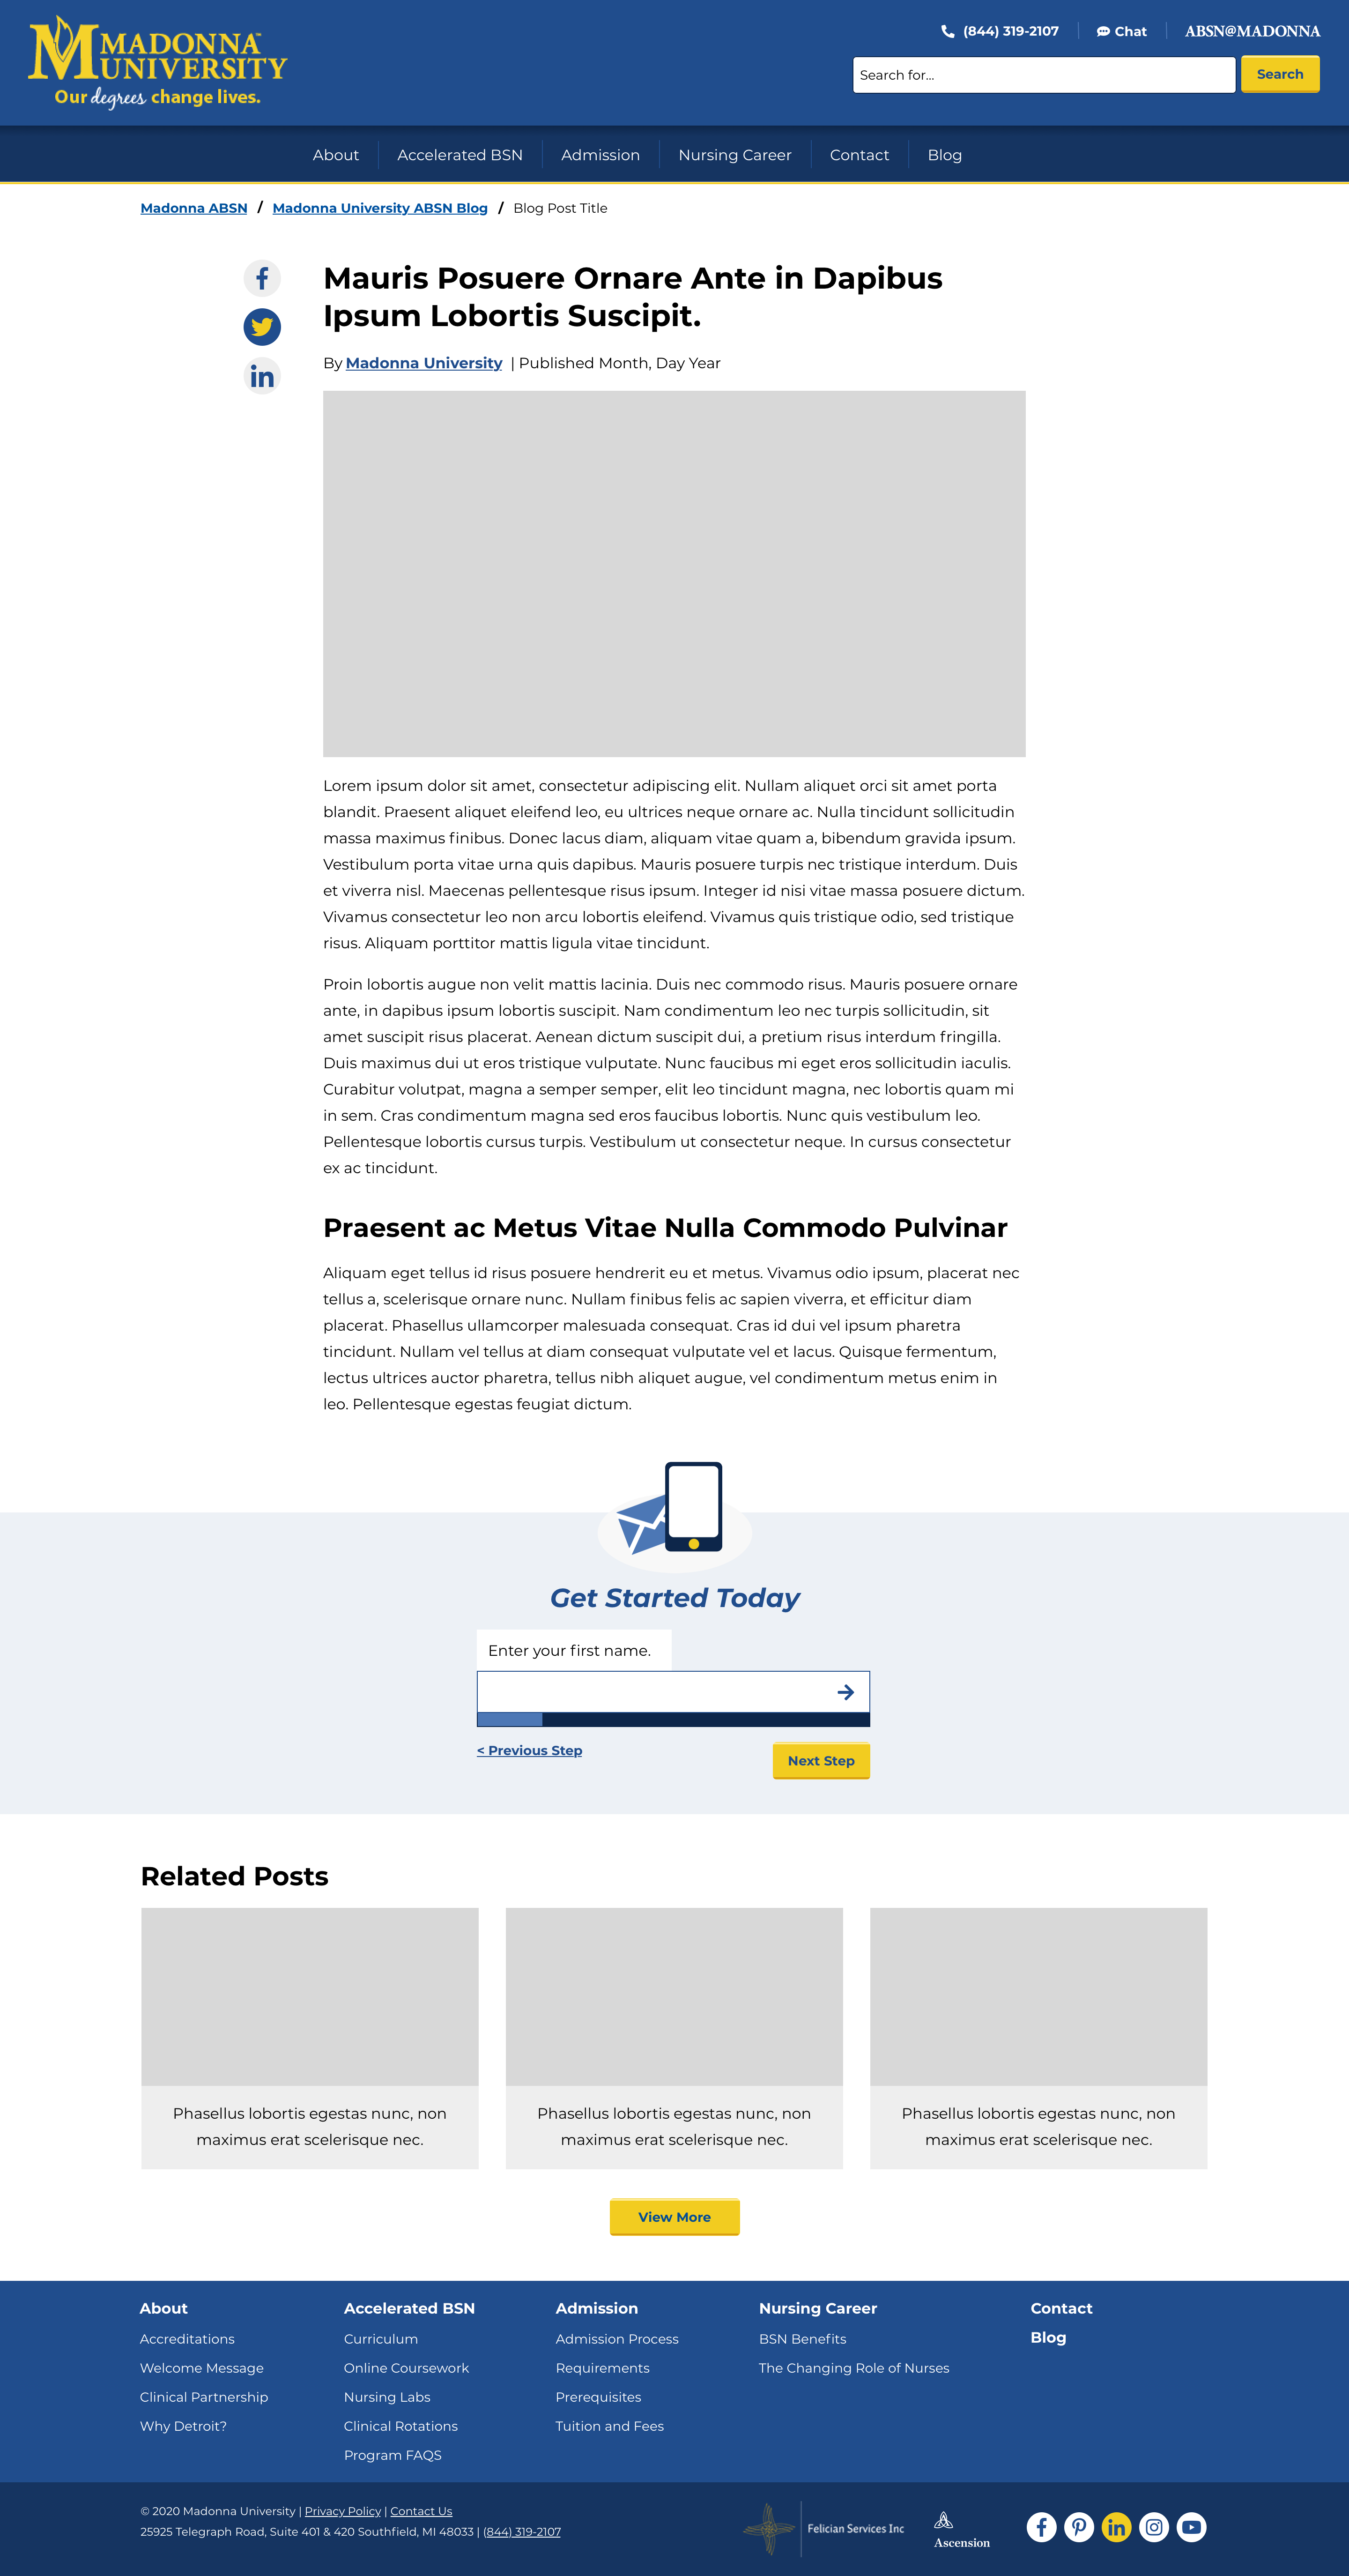 MADONNA
UNIVERSITY
Our degrees change lives.
(844) 319-2107
Chat
ABSN@MADONNA
Search for...
Search
About
Accelerated BSN
Admission
Nursing Career
Contact
Blog
Madonna ABSN / Madonna University ABSN Blog / Blog Post Title
Mauris Posuere Ornare Ante in Dapibus
Ipsum Lobortis Suscipit.
By Madonna University | Published Month, Day Year
Lorem ipsum dolor sit amet, consectetur adipiscing elit. Nullam aliquet orci sit amet porta
blandit. Praesent aliquet eleifend leo, eu ultrices neque ornare ac. Nulla tincidunt sollicitudin
massa maximus finibus. Donec lacus diam, aliquam vitae quam a, bibendum gravida ipsum.
Vestibulum porta vitae urna quis dapibus. Mauris posuere turpis nec tristique interdum. Duis
et viverra nisl. Maecenas pellentesque risus ipsum. Integer id nisi vitae massa posuere dictum.
Vivamus consectetur leo non arcu lobortis eleifend. Vivamus quis tristique odio, sed tristique
risus. Aliquam porttitor mattis ligula vitae tincidunt.
Proin lobortis augue non velit mattis lacinia. Duis nec commodo risus. Mauris posuere ornare
ante, in dapibus ipsum lobortis suscipit. Nam condimentum leo nec turpis sollicitudin, sit
amet suscipit risus placerat. Aenean dictum suscipit dui, a pretium risus interdum fringilla.
Duis maximus dui ut eros tristique vulputate. Nunc faucibus mi eget eros sollicitudin iaculis.
Curabitur volutpat, magna a semper semper, elit leo tincidunt magna, nec lobortis quam mi
in sem. Cras condimentum magna sed eros faucibus lobortis. Nunc quis vestibulum leo.
Pellentesque lobortis cursus turpis. Vestibulum ut consectetur neque. In cursus consectetur
ex ac tincidunt.
Praesent ac Metus Vitae Nulla Commodo Pulvinar
Aliquam eget tellus id risus posuere hendrerit eu et metus. Vivamus odio ipsum, placerat nec
tellus a, scelerisque ornare nunc. Nullam finibus felis ac sapien viverra, et efficitur diam
placerat. Phasellus ullamcorper malesuada consequat. Cras id dui vel ipsum pharetra
tincidunt. Nullam vel tellus at diam consequat vulputate vel et lacus. Quisque fermentum,
lectus ultrices auctor pharetra, tellus nibh aliquet augue, vel condimentum metus enim in
leo. Pellentesque egestas feugiat dictum.
Get Started Today
Enter your first name.
< Previous Step
Next Step
Related Posts
Phasellus lobortis egestas nunc, non
maximus erat scelerisque nec.
Phasellus lobortis egestas nunc, non
maximus erat scelerisque nec.
Phasellus lobortis egestas nunc, non
maximus erat scelerisque nec.
View More
About
Accreditations
Welcome Message
Clinical Partnership
Why Detroit?
Accelerated BSN
Curriculum
Online Coursework
Nursing Labs
Clinical Rotations
Program FAQS
Admission
Admission Process
Requirements
Prerequisites
Tuition and Fees
Nursing Career
BSN Benefits
The Changing Role of Nurses
Contact
Blog
© 2020 Madonna University | Privacy Policy | Contact Us
25925 Telegraph Road, Suite 401 & 420 Southfield, MI 48033 | (844) 319-2107
Felician Services Inc
Ascension